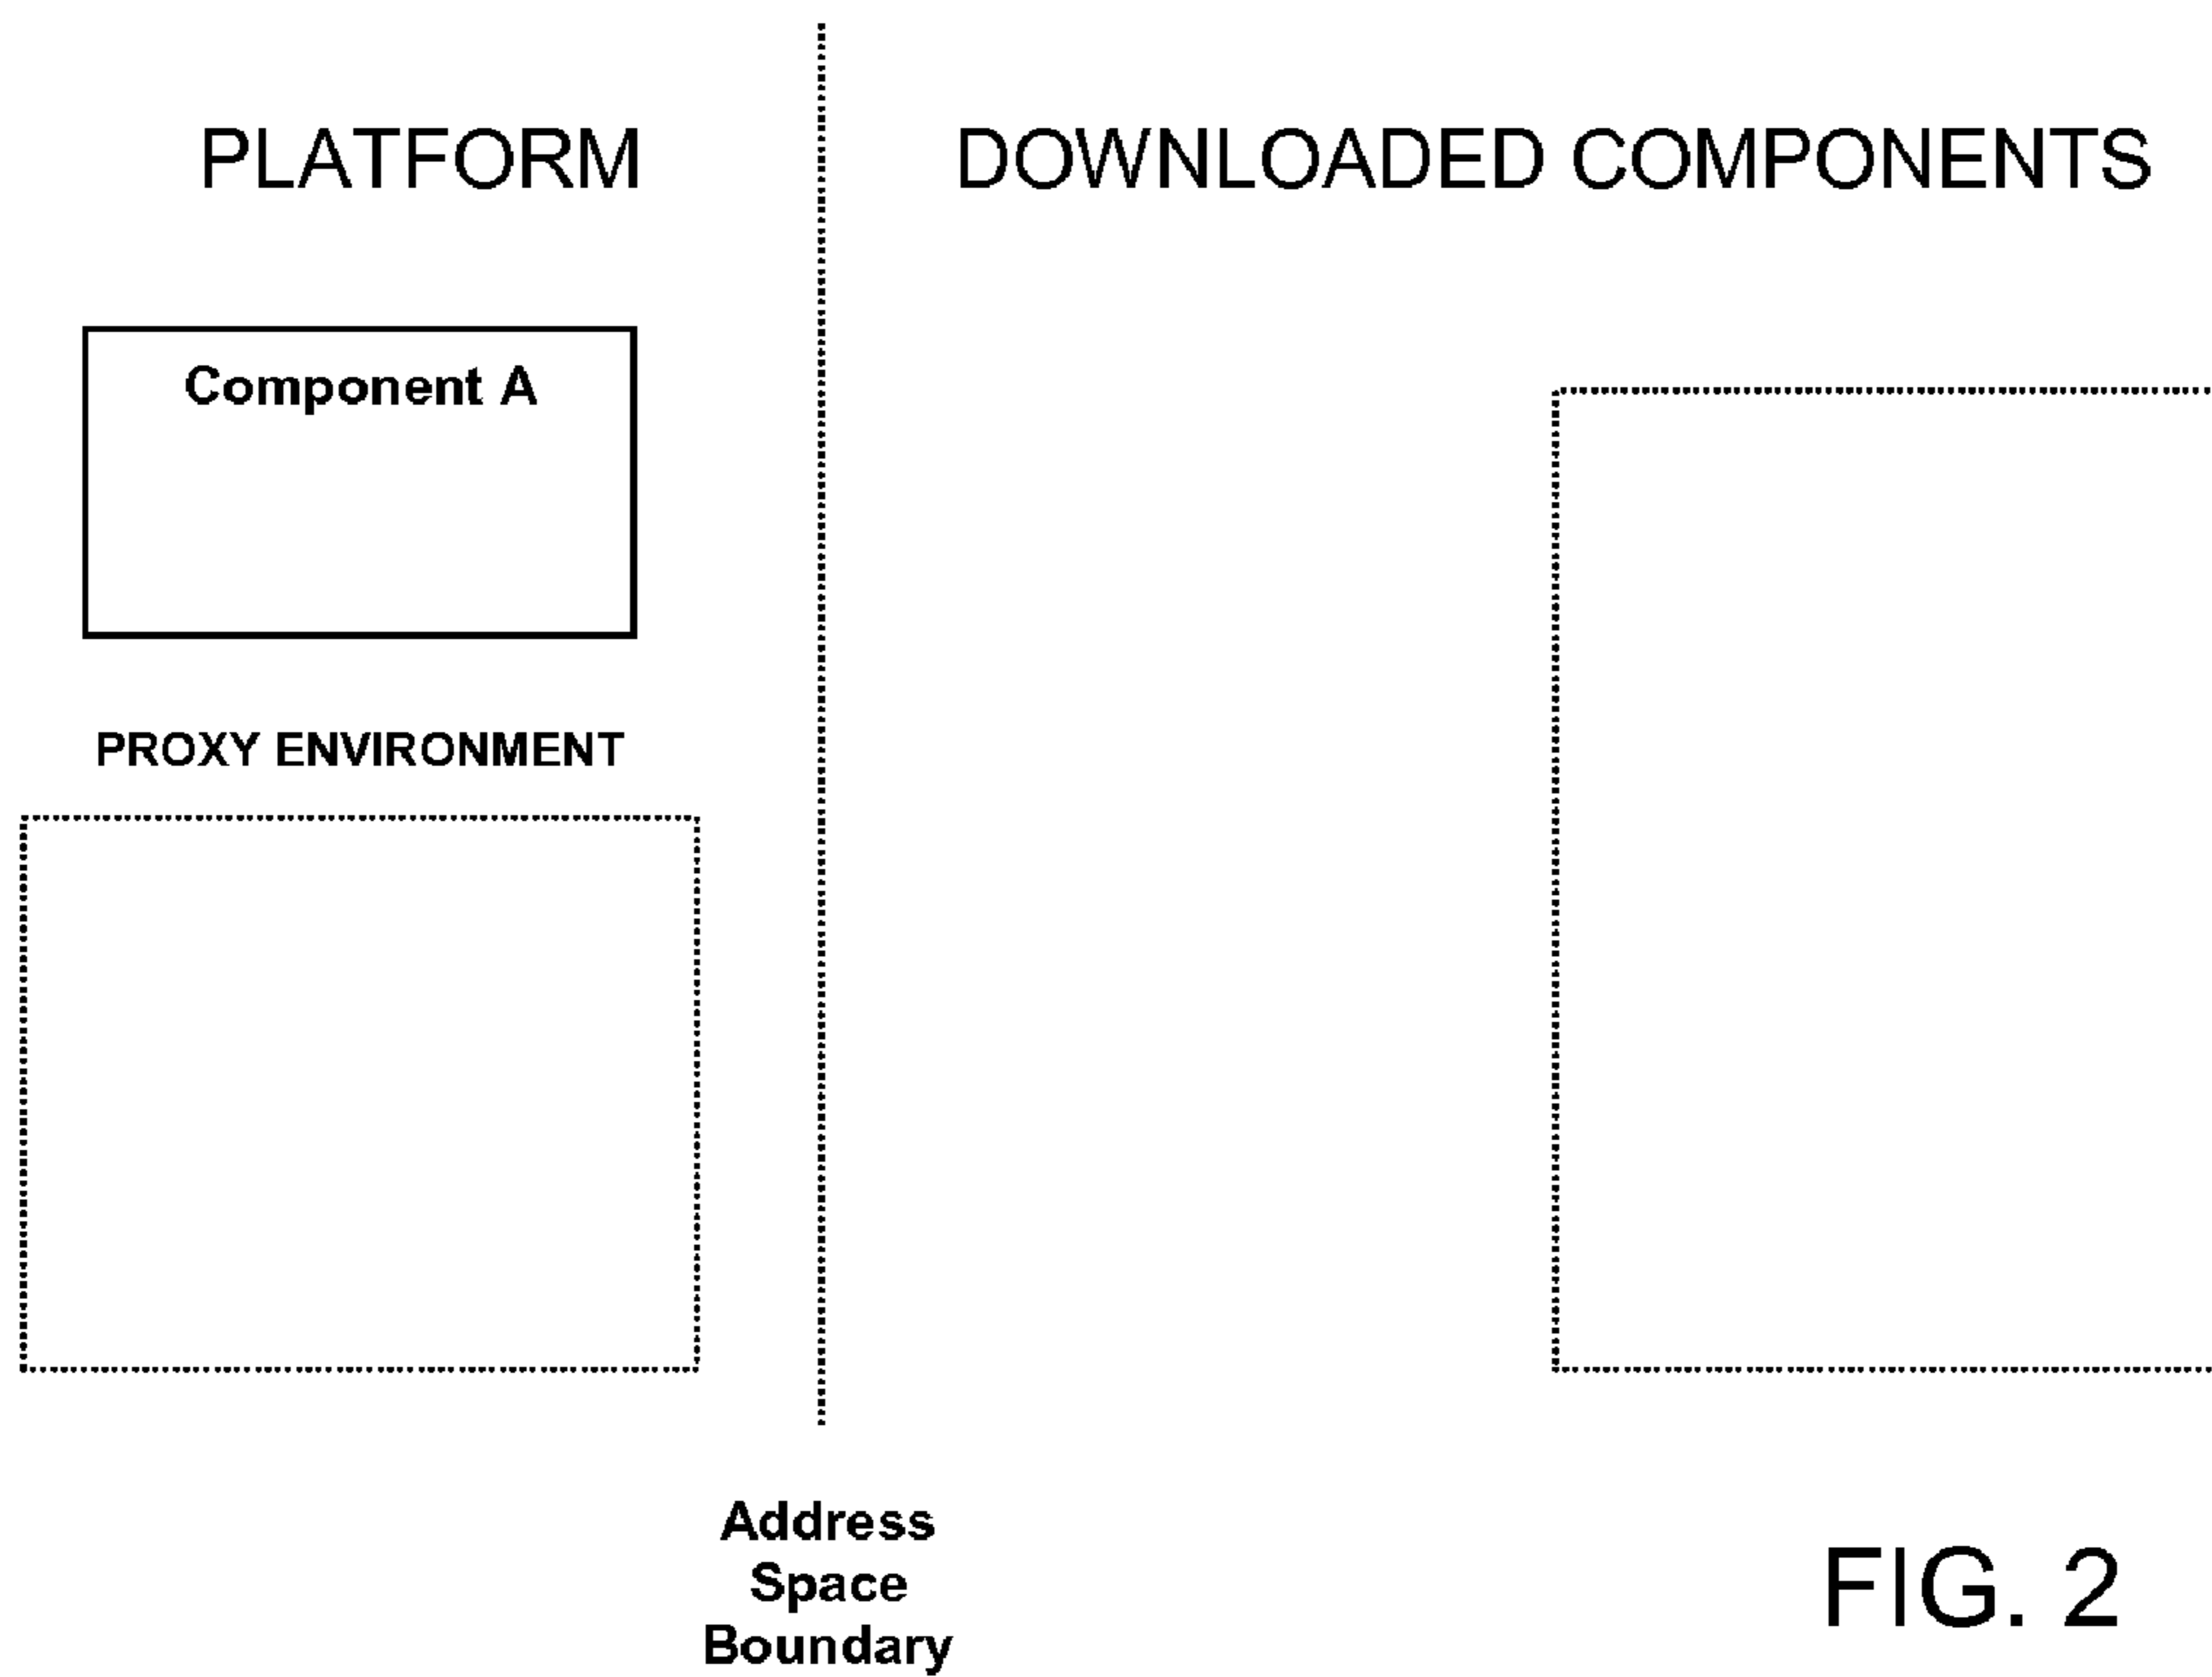 PLATFORM
DOWNLOADED COMPONENTS
Component A
PROXY ENVIRONMENT
Address
Space
Boundary
FIG. 2